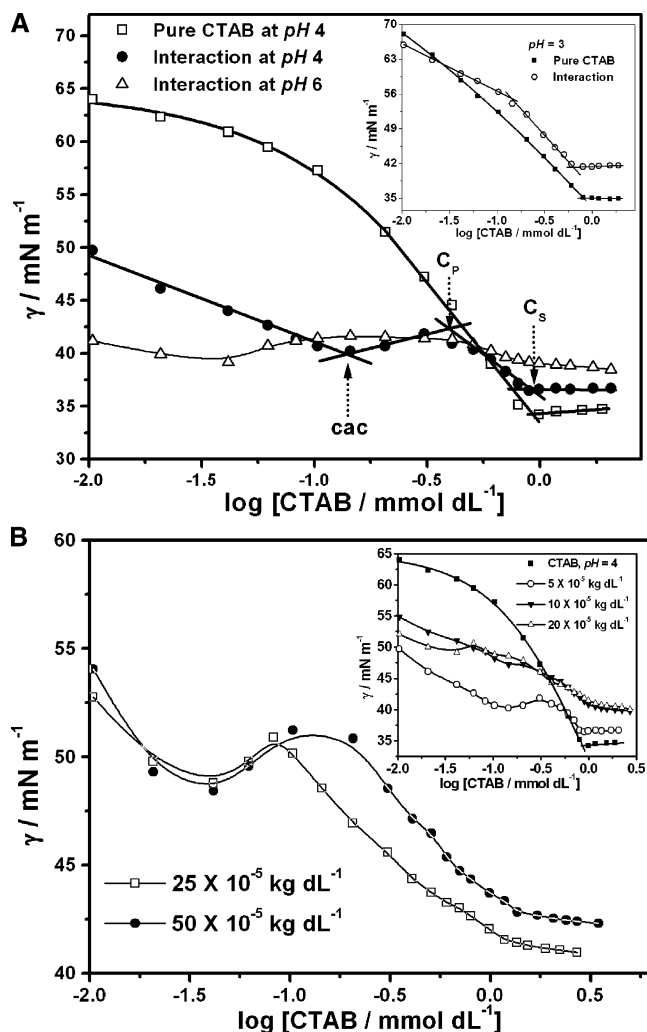 A
Pure CTAB at pH 4
Interaction at pH 4
Interaction at pH 6
pH = 3
Pure CTAB
Interaction
70
63
56
49
42
35
γ / mN m⁻¹
-2.0 -1.5 -1.0 -0.5 0.0 0.5
log [CTAB / mmol dL⁻¹]
70
65
60
55
50
45
40
35
30
γ / mN m⁻¹
C_P
C_S
cac
-2.0 -1.5 -1.0 -0.5 0.0
log [CTAB / mmol dL⁻¹]
B
60
55
50
45
40
γ / mN m⁻¹
CTAB, pH = 4
5 X 10⁻⁵ kg dL⁻¹
10 X 10⁻⁵ kg dL⁻¹
20 X 10⁻⁵ kg dL⁻¹
65
60
55
50
45
40
35
γ / mN m⁻¹
-2.0 -1.5 -1.0 -0.5 0.0 0.5
log [CTAB / mmol dL⁻¹]
25 X 10⁻⁵ kg dL⁻¹
50 X 10⁻⁵ kg dL⁻¹
-2.0 -1.5 -1.0 -0.5 0.0 0.5
log [CTAB / mmol dL⁻¹]